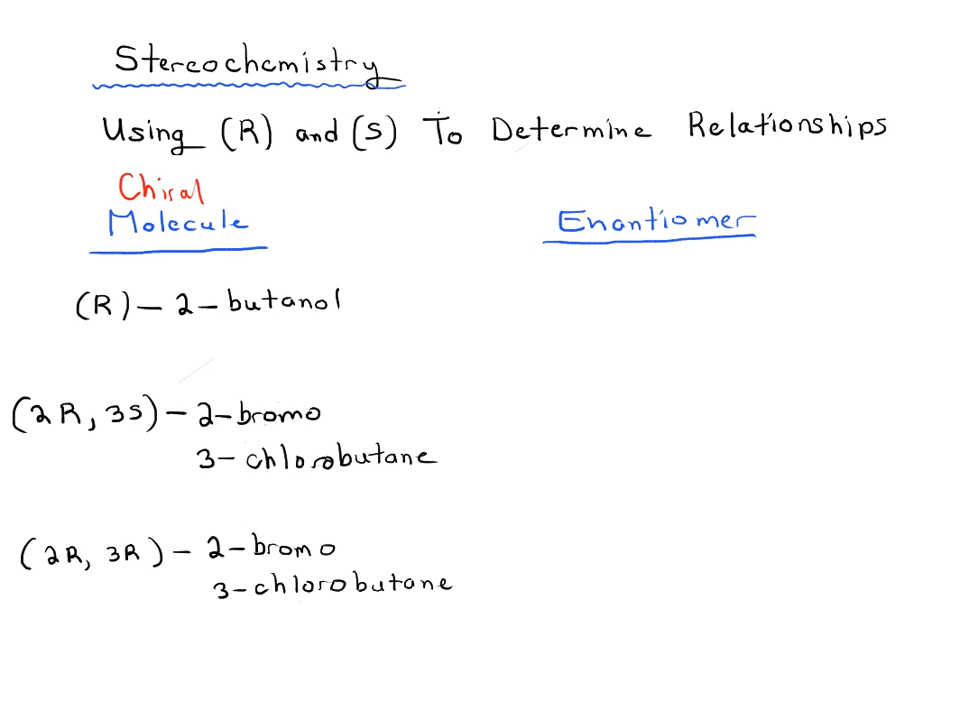 Stereochemistry
Using (R) and (S) To Determine Relationships
Chiral
Molecule
Enantiomer
(R) - 2 - butanol
(2R, 3S) - 2-bromo
3- chlorobutane
(2R, 3R) - 2-bromo
3-chlorobutane